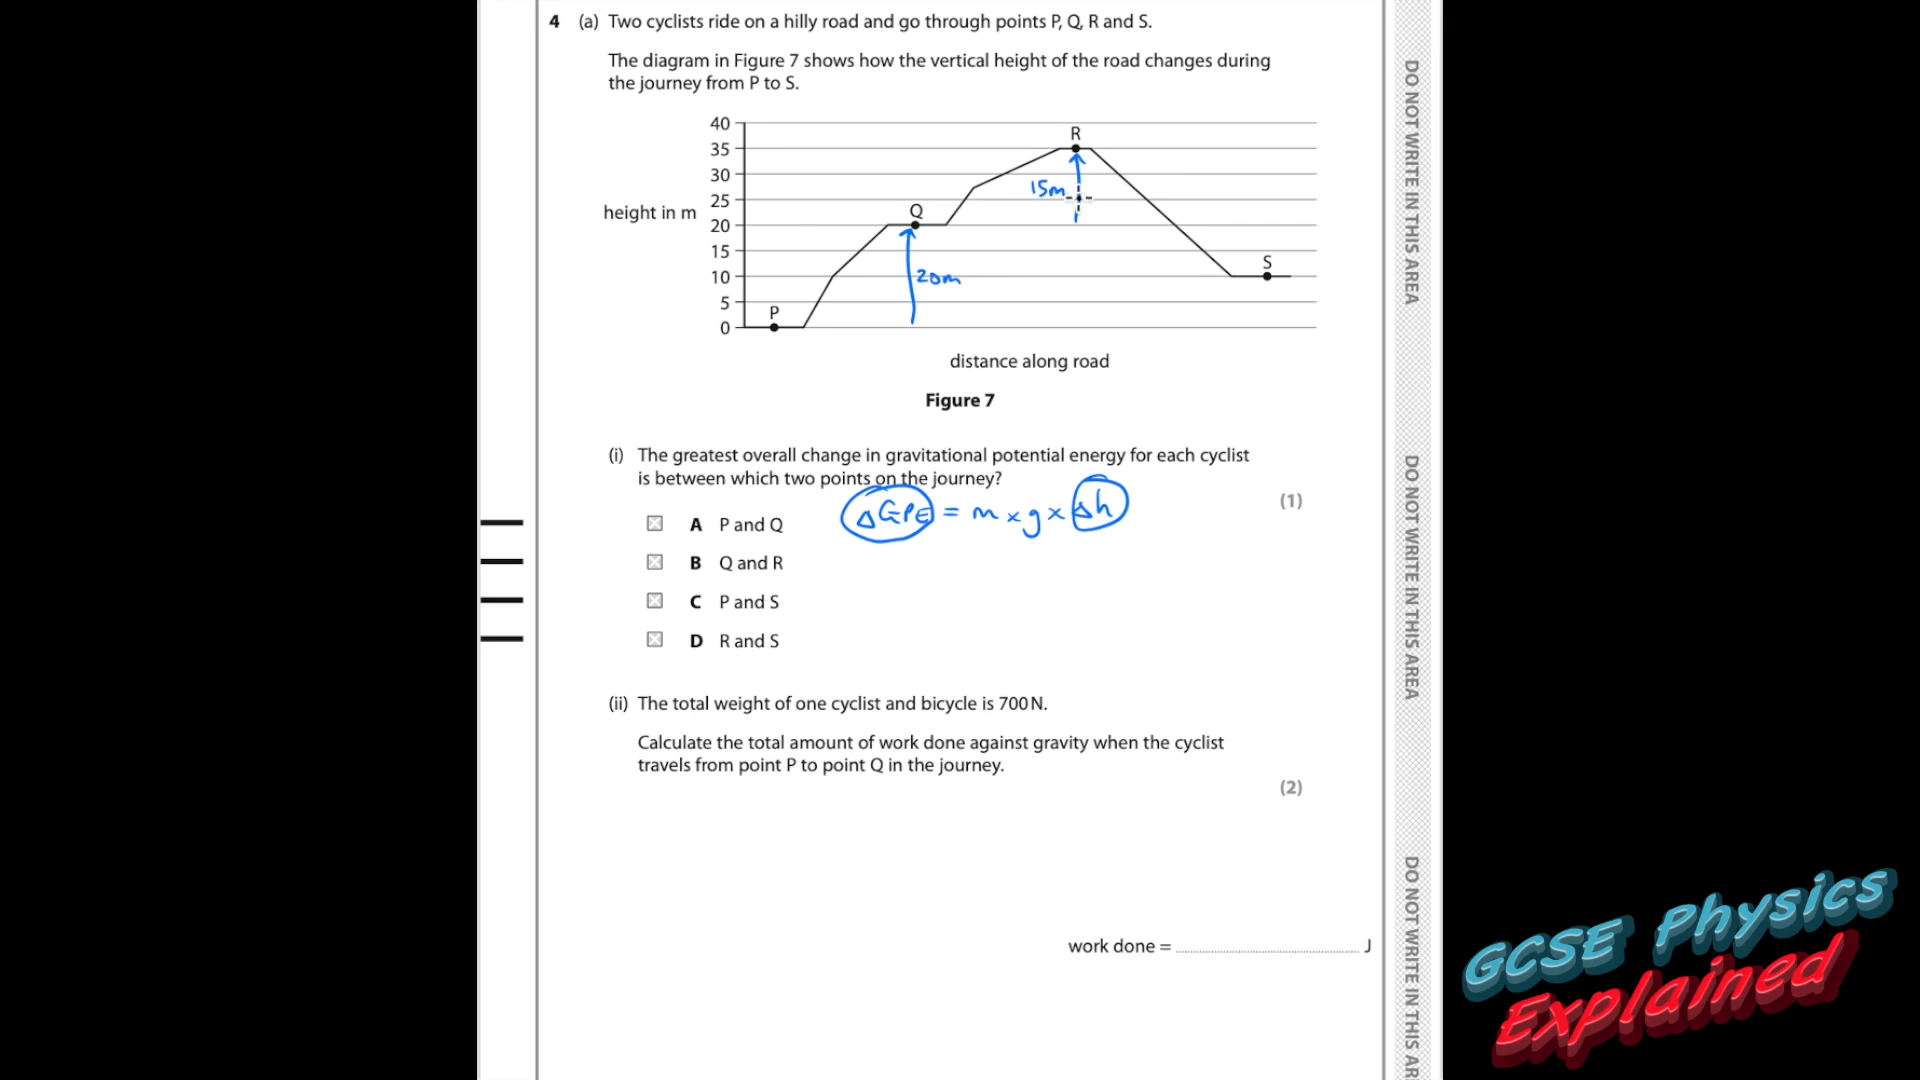 4 (a) Two cyclists ride on a hilly road and go through points P, Q, R and S.
The diagram in Figure 7 shows how the vertical height of the road changes during
the journey from P to S.
40
35
30
25
20
15
10
5
0
height in m
P
Q
R
S
15m
20m
distance along road
Figure 7
(i) The greatest overall change in gravitational potential energy for each cyclist
is between which two points on the journey?
(1)
ΔGPE = m × g × Δh
A P and Q
B Q and R
C P and S
D R and S
(ii) The total weight of one cyclist and bicycle is 700 N.
Calculate the total amount of work done against gravity when the cyclist
travels from point P to point Q in the journey.
(2)
work done = ............................................ J
DO NOT WRITE IN THIS AREA
DO NOT WRITE IN THIS AREA
DO NOT WRITE IN THIS AR
GCSE Physics
Explained